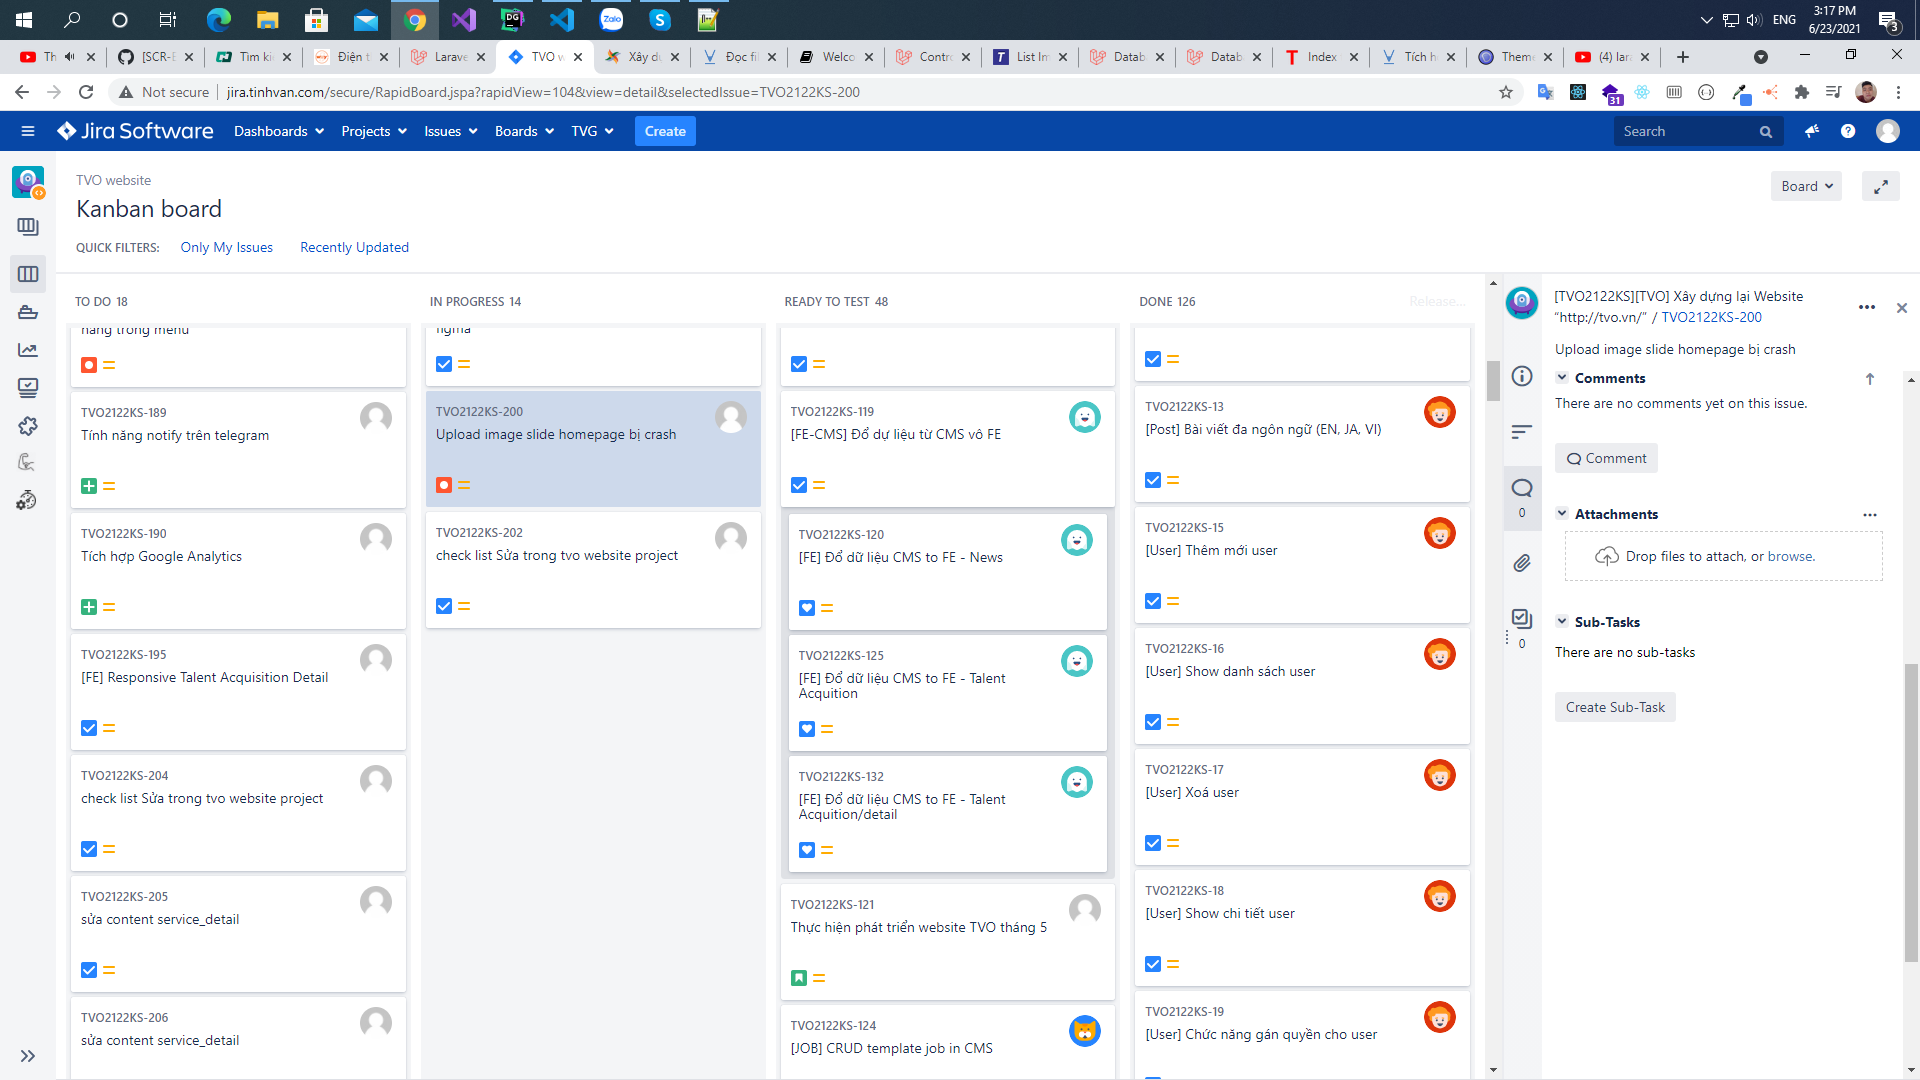 3:17 PM
ENG
6/23/2021
3
Th
[SCR-E
Tìm ki
Điện t
Larave
TVO w
Xây dự
Đọc fil
Welco
Contro
List Im
Datab
Datab
Index
Tích h
Theme
(4) lara
Not secure
jira.tinhvan.com/secure/RapidBoard.jspa?rapidView=104&view=detail&selectedIssue=TVO2122KS-200
31
Jira Software
Dashboards
Projects
Issues
Boards
TVG
Create
Search
TVO website
Kanban board
Board
QUICK FILTERS:
Only My Issues
Recently Updated
TO DO 18
năng trong menu
TVO2122KS-189
Tính năng notify trên telegram
TVO2122KS-190
Tích hợp Google Analytics
TVO2122KS-195
[FE] Responsive Talent Acquisition Detail
TVO2122KS-204
check list Sửa trong tvo website project
TVO2122KS-205
sửa content service_detail
TVO2122KS-206
sửa content service_detail
IN PROGRESS 14
figma
TVO2122KS-200
Upload image slide homepage bị crash
TVO2122KS-202
check list Sửa trong tvo website project
READY TO TEST 48
TVO2122KS-119
[FE-CMS] Đổ dự liệu từ CMS vô FE
TVO2122KS-120
[FE] Đổ dữ liệu CMS to FE - News
TVO2122KS-125
[FE] Đổ dữ liệu CMS to FE - Talent
Acquition
TVO2122KS-132
[FE] Đổ dữ liệu CMS to FE - Talent
Acquition/detail
TVO2122KS-121
Thực hiện phát triển website TVO tháng 5
TVO2122KS-124
[JOB] CRUD template job in CMS
DONE 126
Release...
TVO2122KS-13
[Post] Bài viết đa ngôn ngữ (EN, JA, VI)
TVO2122KS-15
[User] Thêm mới user
TVO2122KS-16
[User] Show danh sách user
TVO2122KS-17
[User] Xoá user
TVO2122KS-18
[User] Show chi tiết user
TVO2122KS-19
[User] Chức năng gán quyền cho user
[TVO2122KS][TVO] Xây dựng lại Website
“http://tvo.vn/” / TVO2122KS-200
Upload image slide homepage bị crash
Comments
There are no comments yet on this issue.
Comment
0
Attachments
Drop files to attach, or browse.
Sub-Tasks
0
There are no sub-tasks
Create Sub-Task